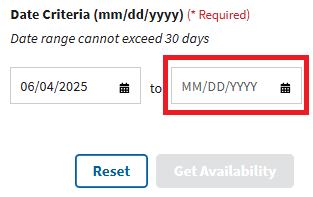 Date Criteria (mm/dd/yyyy) (* Required)
Date range cannot exceed 30 days
06/04/2025 to MM/DD/YYYY
Reset Get Availability